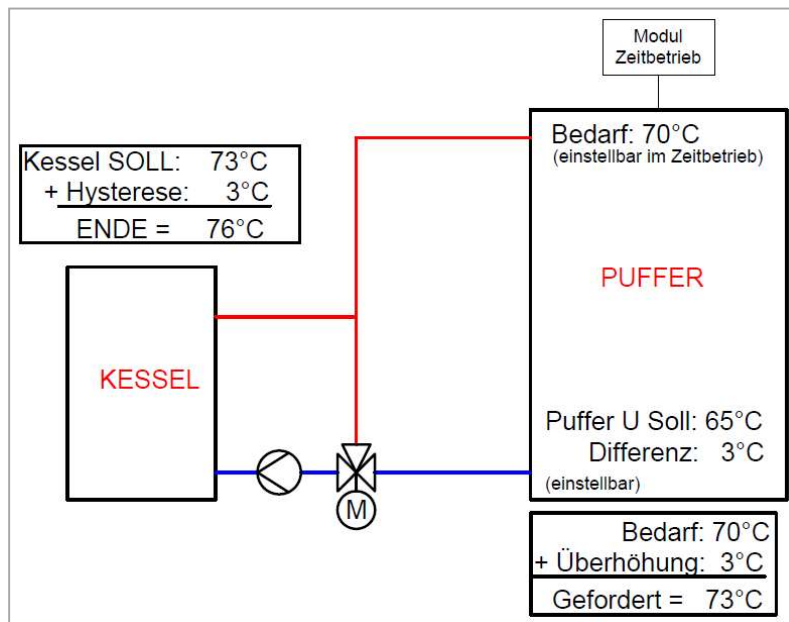 Modul
Zeitbetrieb
Kessel SOLL: 73°C
+ Hysterese: 3°C
ENDE = 76°C
Bedarf: 70°C
(einstellbar im Zeitbetrieb)
PUFFER
KESSEL
Puffer U Soll: 65°C
Differenz: 3°C
(einstellbar)
M
Bedarf: 70°C
+ Überhöhung: 3°C
Gefordert = 73°C